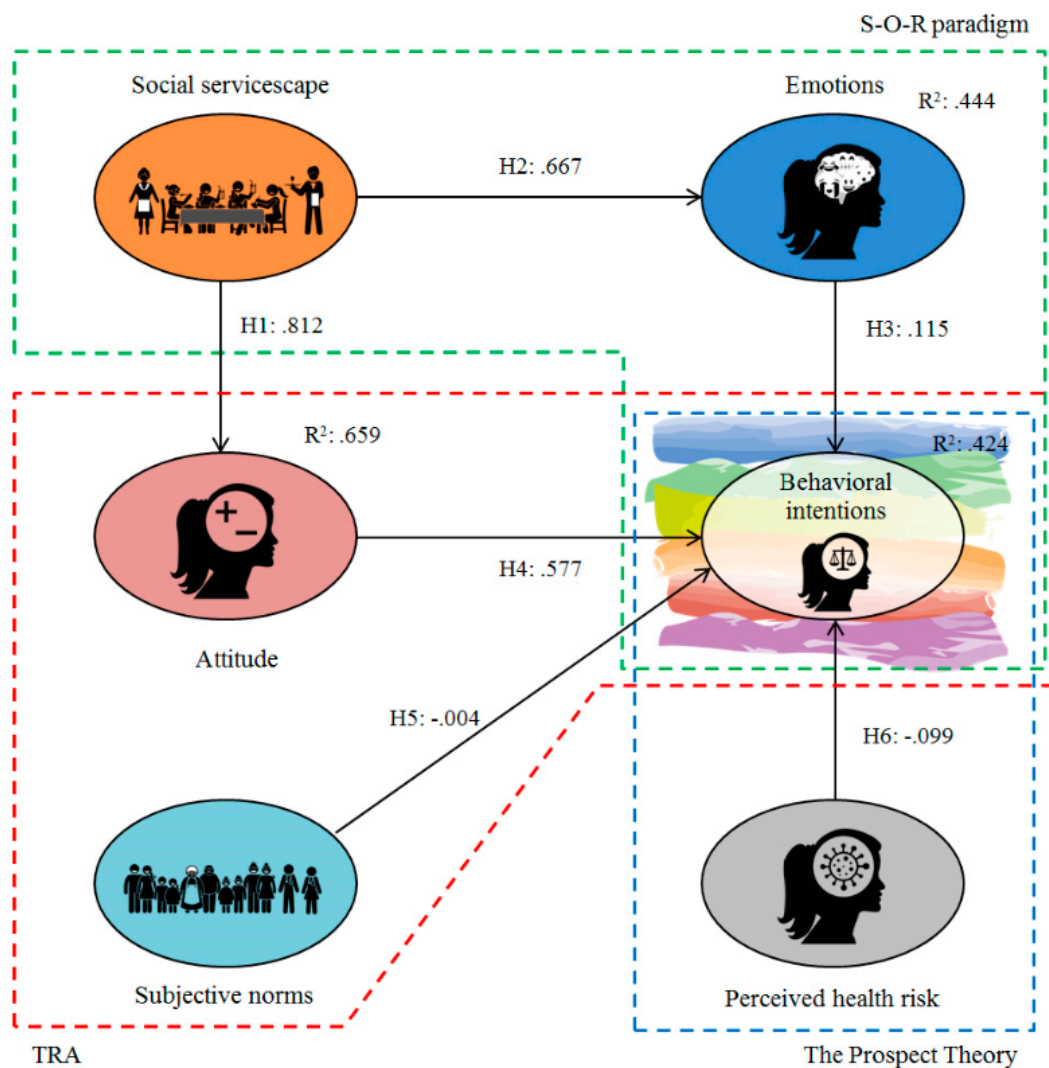 S-O-R paradigm
Social servicescape
Emotions
R²: .444
H2: .667
H1: .812
H3: .115
R²: .659
R²: .424
Behavioral
intentions
+
−
H4: .577
Attitude
H5: -.004
H6: -.099
Subjective norms
Perceived health risk
TRA
The Prospect Theory